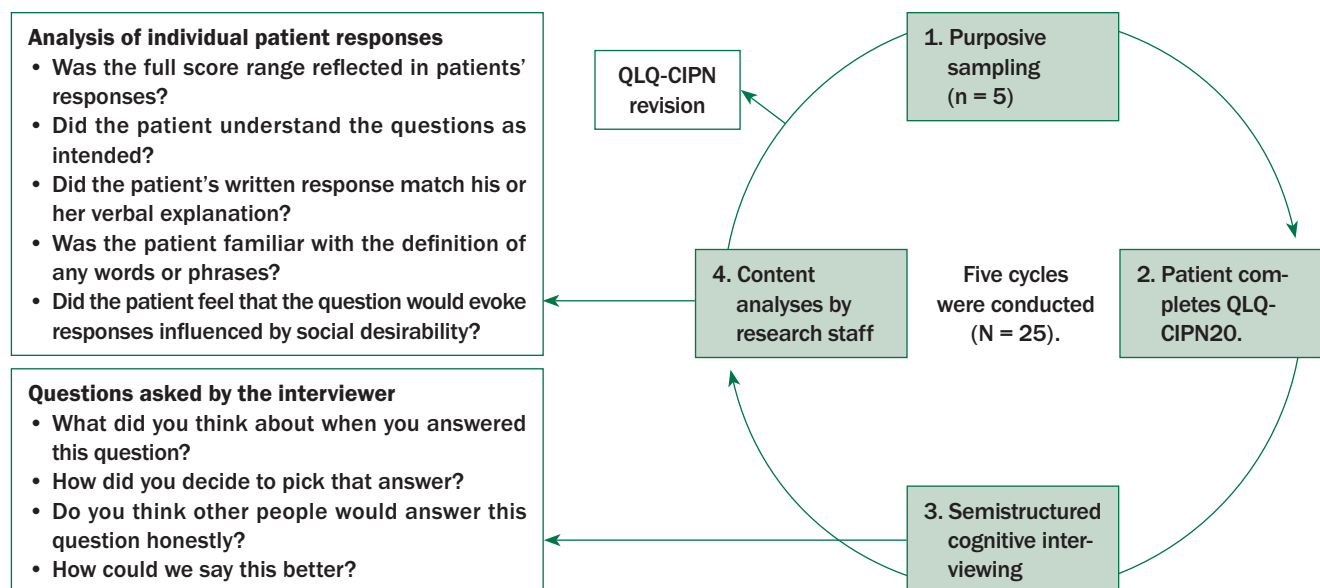 Analysis of individual patient responses
• Was the full score range reflected in patients’
responses?
• Did the patient understand the questions as
intended?
• Did the patient’s written response match his or
her verbal explanation?
• Was the patient familiar with the definition of
any words or phrases?
• Did the patient feel that the question would evoke
responses influenced by social desirability?
Questions asked by the interviewer
• What did you think about when you answered
this question?
• How did you decide to pick that answer?
• Do you think other people would answer this
question honestly?
• How could we say this better?
QLQ-CIPN
revision
1. Purposive
sampling
(n = 5)
2. Patient com-
pletes QLQ-
CIPN20.
3. Semistructured
cognitive inter-
viewing
4. Content
analyses by
research staff
Five cycles
were conducted
(N = 25).